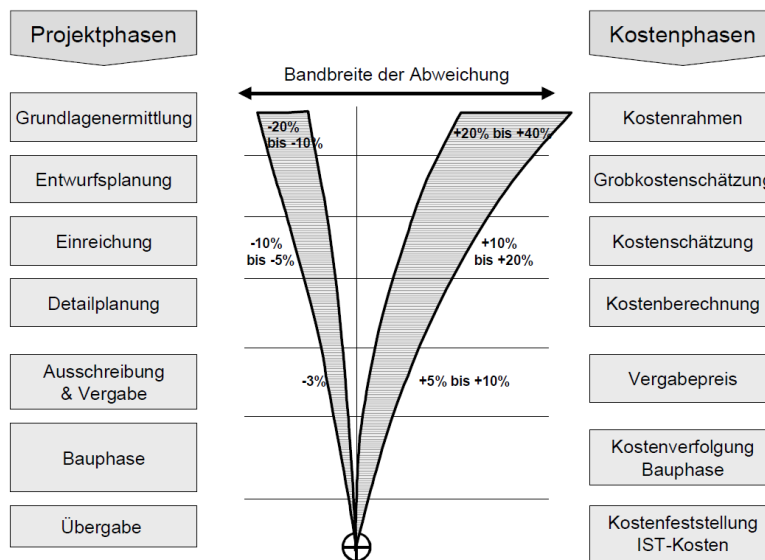 Projektphasen
Kostenphasen
Bandbreite der Abweichung
Grundlagenermittlung
-20%
bis -10%
+20% bis +40%
Kostenrahmen
Entwurfsplanung
Grobkostenschätzung
Einreichung
-10%
bis -5%
+10%
bis +20%
Kostenschätzung
Detailplanung
Kostenberechnung
Ausschreibung
& Vergabe
-3%
+5% bis +10%
Vergabepreis
Bauphase
Kostenverfolgung
Bauphase
Übergabe
Kostenfeststellung
IST-Kosten